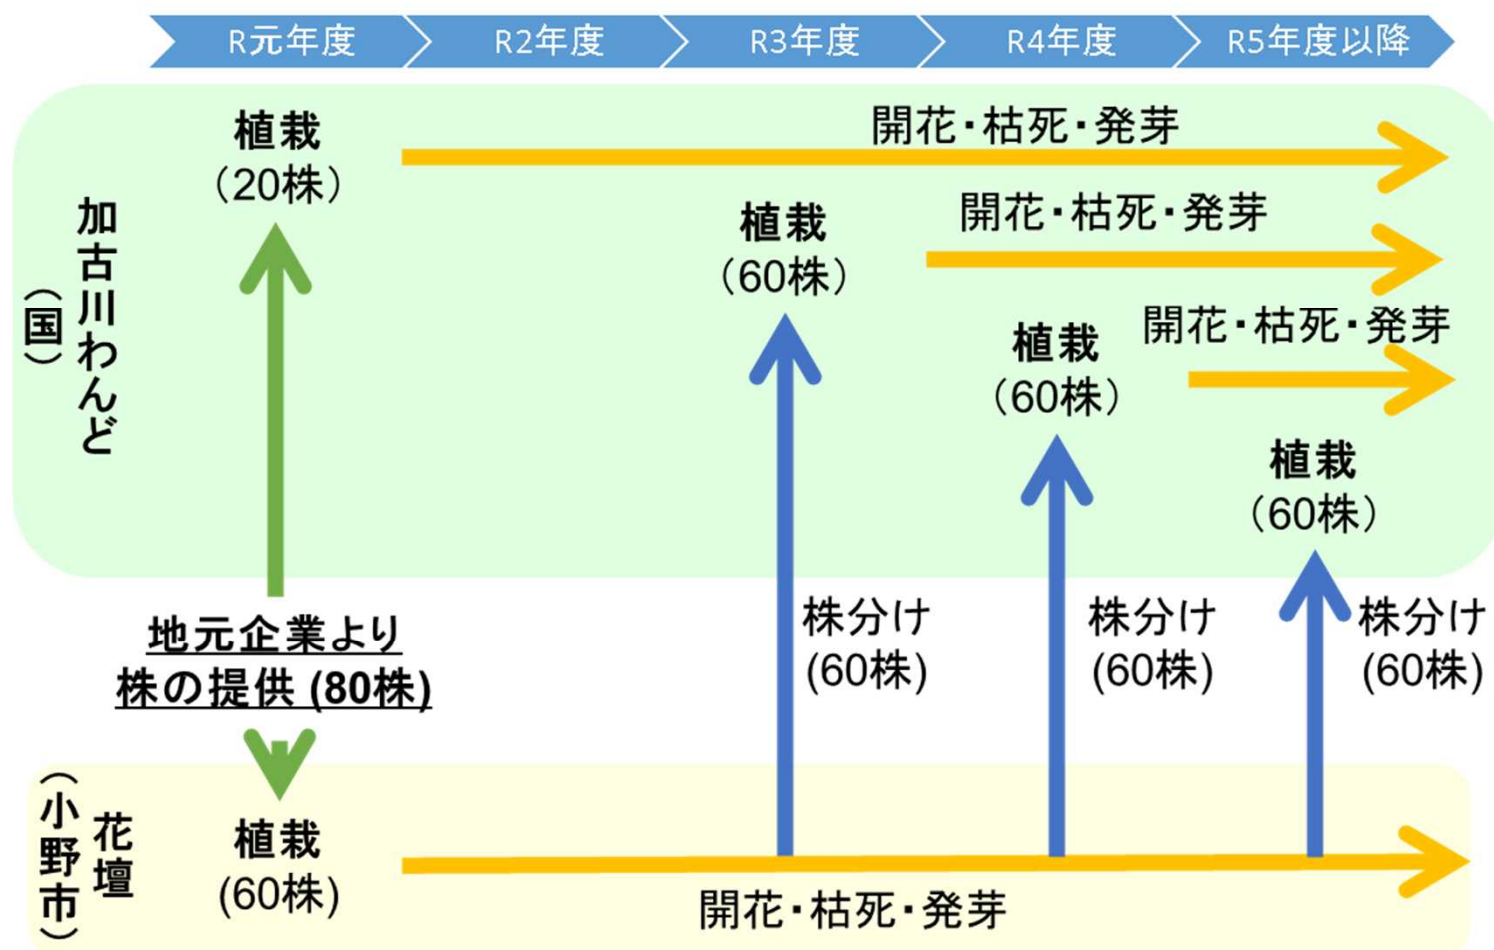 R元年度
R2年度
R3年度
R4年度
R5年度以降
加古川わんど
（国）
植栽
（20株）
開花・枯死・発芽
植栽
（60株）
開花・枯死・発芽
植栽
（60株）
開花・枯死・発芽
植栽
（60株）
地元企業より
株の提供 (80株)
株分け
(60株)
株分け
(60株)
株分け
(60株)
花壇
（小野市）
植栽
(60株)
開花・枯死・発芽